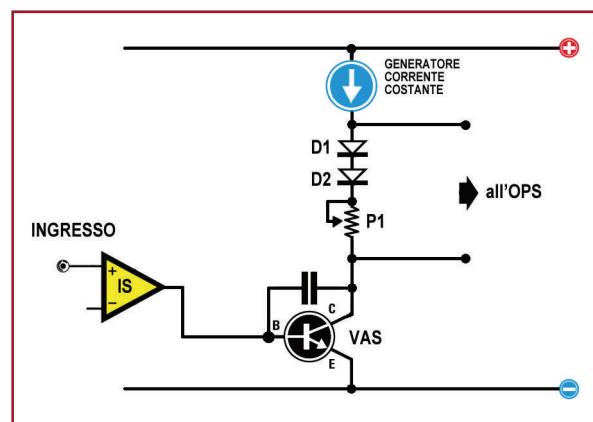 GENERATORE
CORRENTE
COSTANTE
+
D1
D2
all'OPS
P1
INGRESSO
+
IS
−
C
B
VAS
E
−